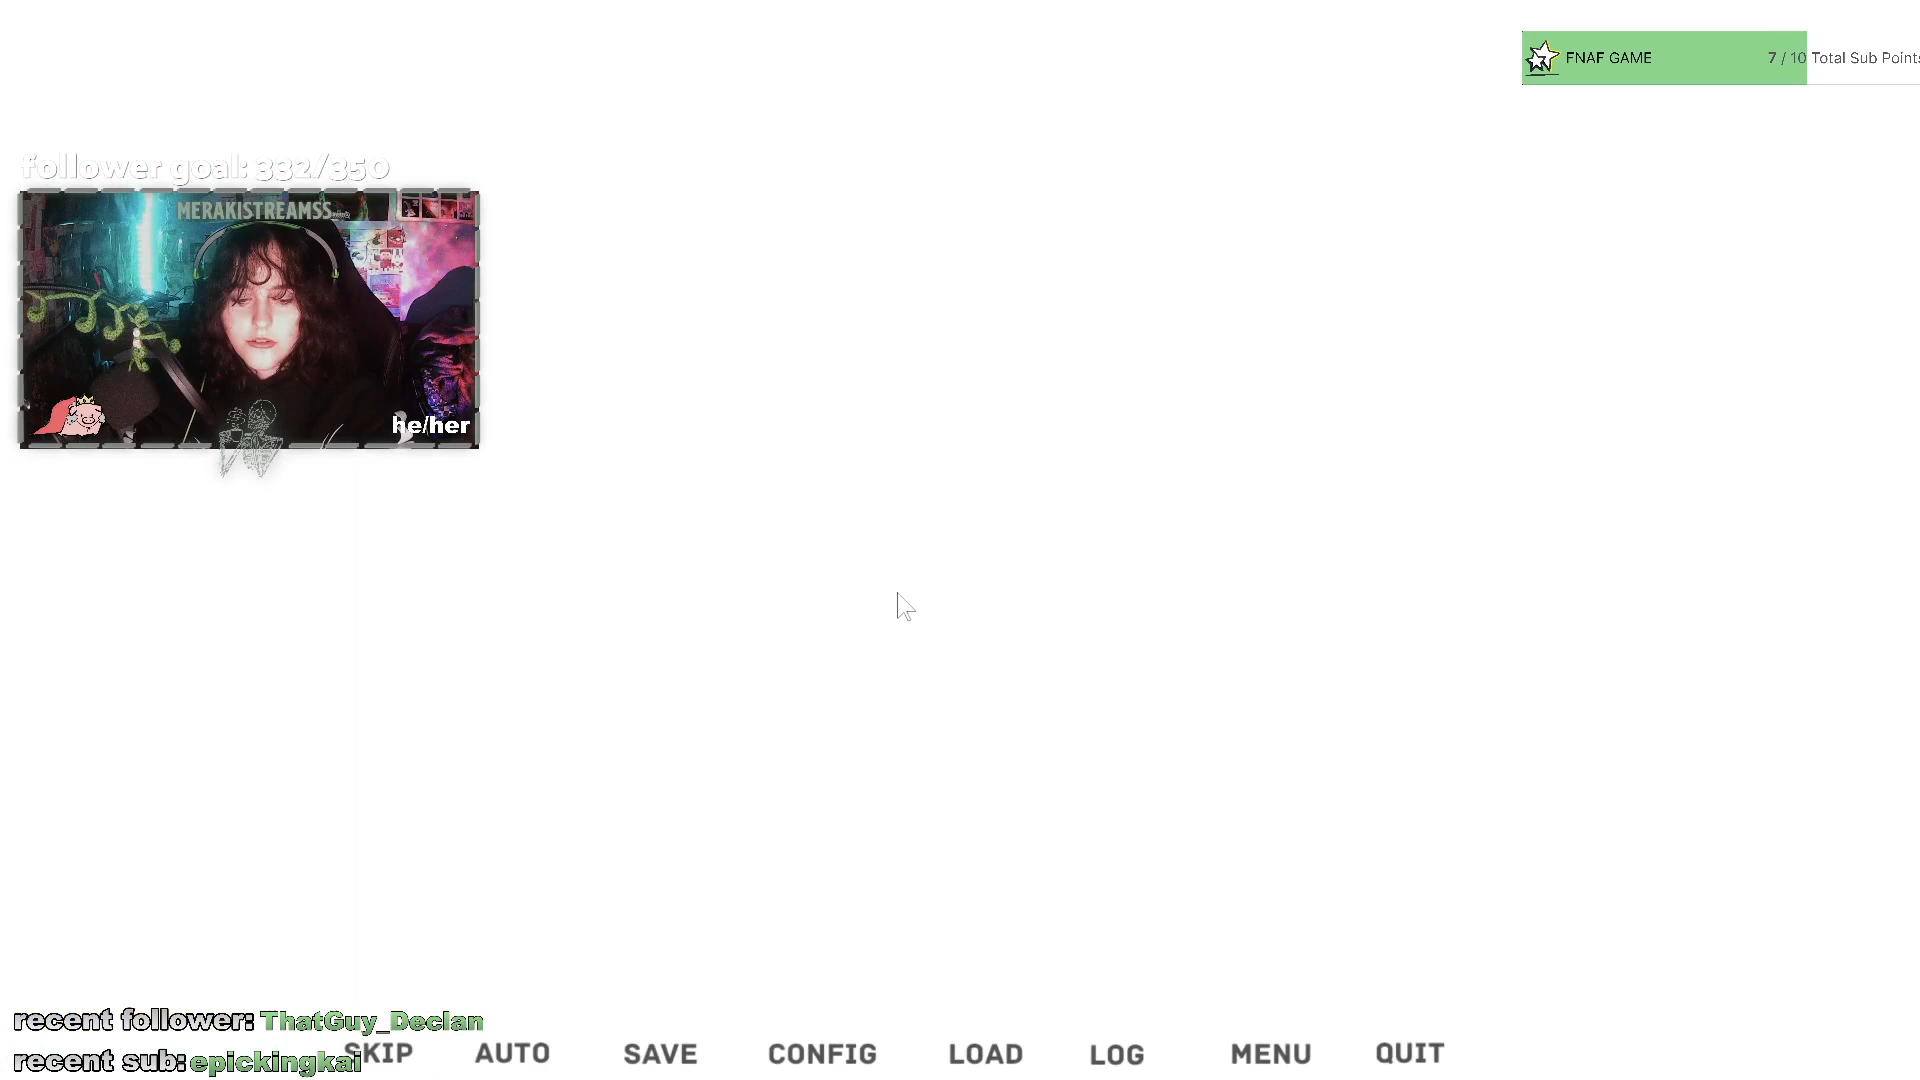 FNAF GAME 7 / 10 Total Sub Points
follower goal: 332/350
MERAKISTREAMSS
he/her
recent follower: ThatGuy_Declan
recent sub: epickingkai
SKIP AUTO SAVE CONFIG LOAD LOG MENU QUIT